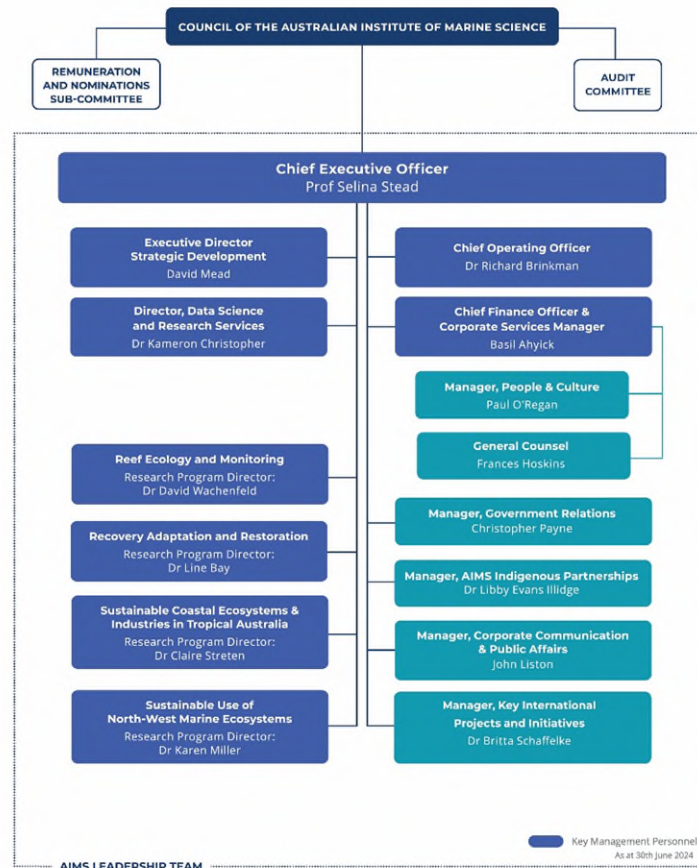 COUNCIL OF THE AUSTRALIAN INSTITUTE OF MARINE SCIENCE
REMUNERATION
AND NOMINATIONS
SUB-COMMITTEE
AUDIT
COMMITTEE
Chief Executive Officer
Prof Selina Stead
Executive Director
Strategic Development
David Mead
Chief Operating Officer
Dr Richard Brinkman
Director, Data Science
and Research Services
Dr Kameron Christopher
Chief Finance Officer &
Corporate Services Manager
Basil Ahyick
Manager, People & Culture
Paul O'Regan
General Counsel
Frances Hoskins
Reef Ecology and Monitoring
Research Program Director:
Dr David Wachenfeld
Manager, Government Relations
Christopher Payne
Recovery Adaptation and Restoration
Research Program Director:
Dr Line Bay
Manager, AIMS Indigenous Partnerships
Dr Libby Evans Illidge
Sustainable Coastal Ecosystems &
Industries in Tropical Australia
Research Program Director:
Dr Claire Streten
Manager, Corporate Communication
& Public Affairs
John Liston
Sustainable Use of
North-West Marine Ecosystems
Research Program Director:
Dr Karen Miller
Manager, Key International
Projects and Initiatives
Dr Britta Schaffelke
Key Management Personnel
As at 30th June 2024
AIMS LEADERSHIP TEAM